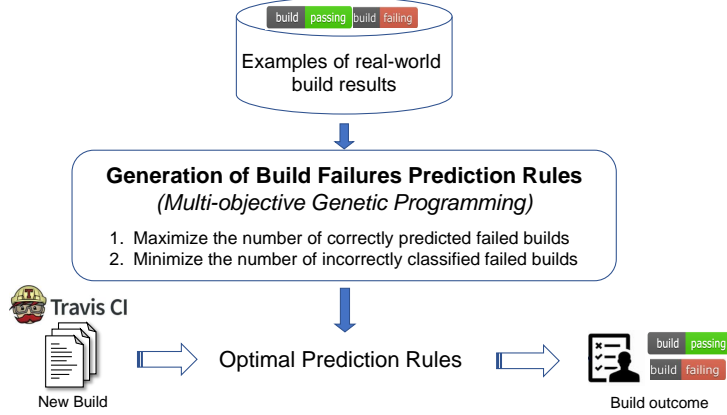 build passing build failing
Examples of real-world
build results
Generation of Build Failures Prediction Rules
(Multi-objective Genetic Programming)
1. Maximize the number of correctly predicted failed builds
2. Minimize the number of incorrectly classified failed builds
Travis CI
New Build
Optimal Prediction Rules
build passing
build failing
Build outcome